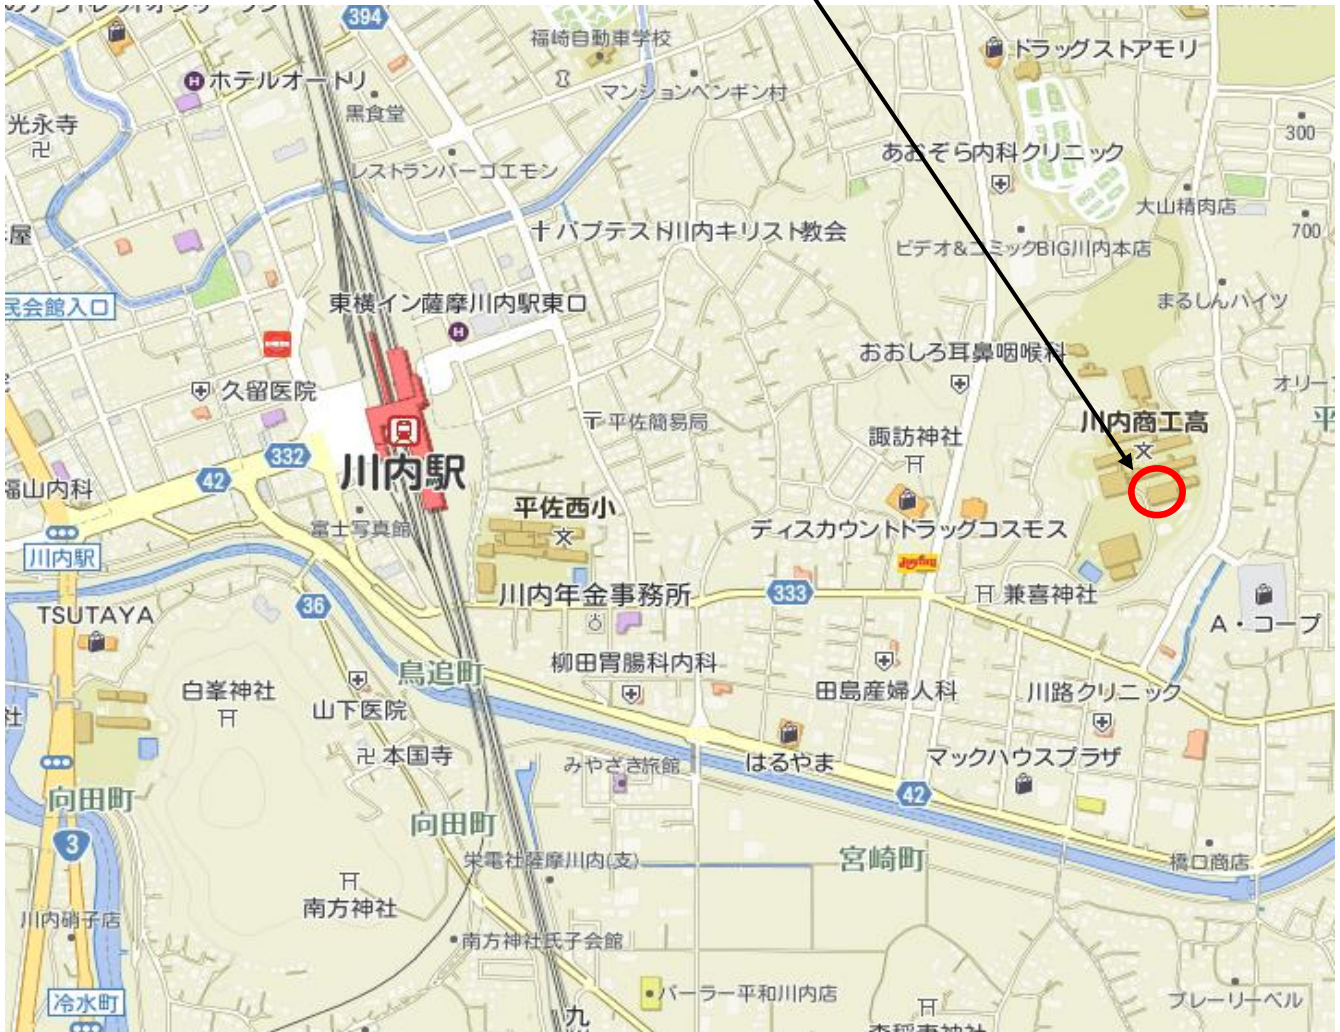 394
福崎自動車学校
ドラッグストアモリ
ホテルオートリ
マンションペンギン村
黒食堂
光永寺
300
あおぞら内科クリニック
レストランバーゴエモン
大山精肉店
バプテスト川内キリスト教会
700
ビデオ&コミックBIG川内本店
民会館入口
東横イン薩摩川内駅東口
まるしんハイツ
おおしろ耳鼻咽喉科
久留医院
平佐簡易局
川内商工高
諏訪神社
332
川内駅
42
福山内科
平佐西小
富士写真館
ディスカウントドラッグコスモス
川内駅
川内年金事務所
333
兼喜神社
36
TSUTAYA
A・コープ
鳥追町
柳田胃腸科内科
白峯神社
山下医院
田島産婦人科
川路クリニック
本国寺
みやざき旅館
はるやま
マックハウスプラザ
向田町
42
向田町
3
栄電社薩摩川内(支)
宮崎町
橋口商店
南方神社
川内硝子店
南方神社氏子会館
冷水町
パーラー平和川内店
ブレーリーベル
九